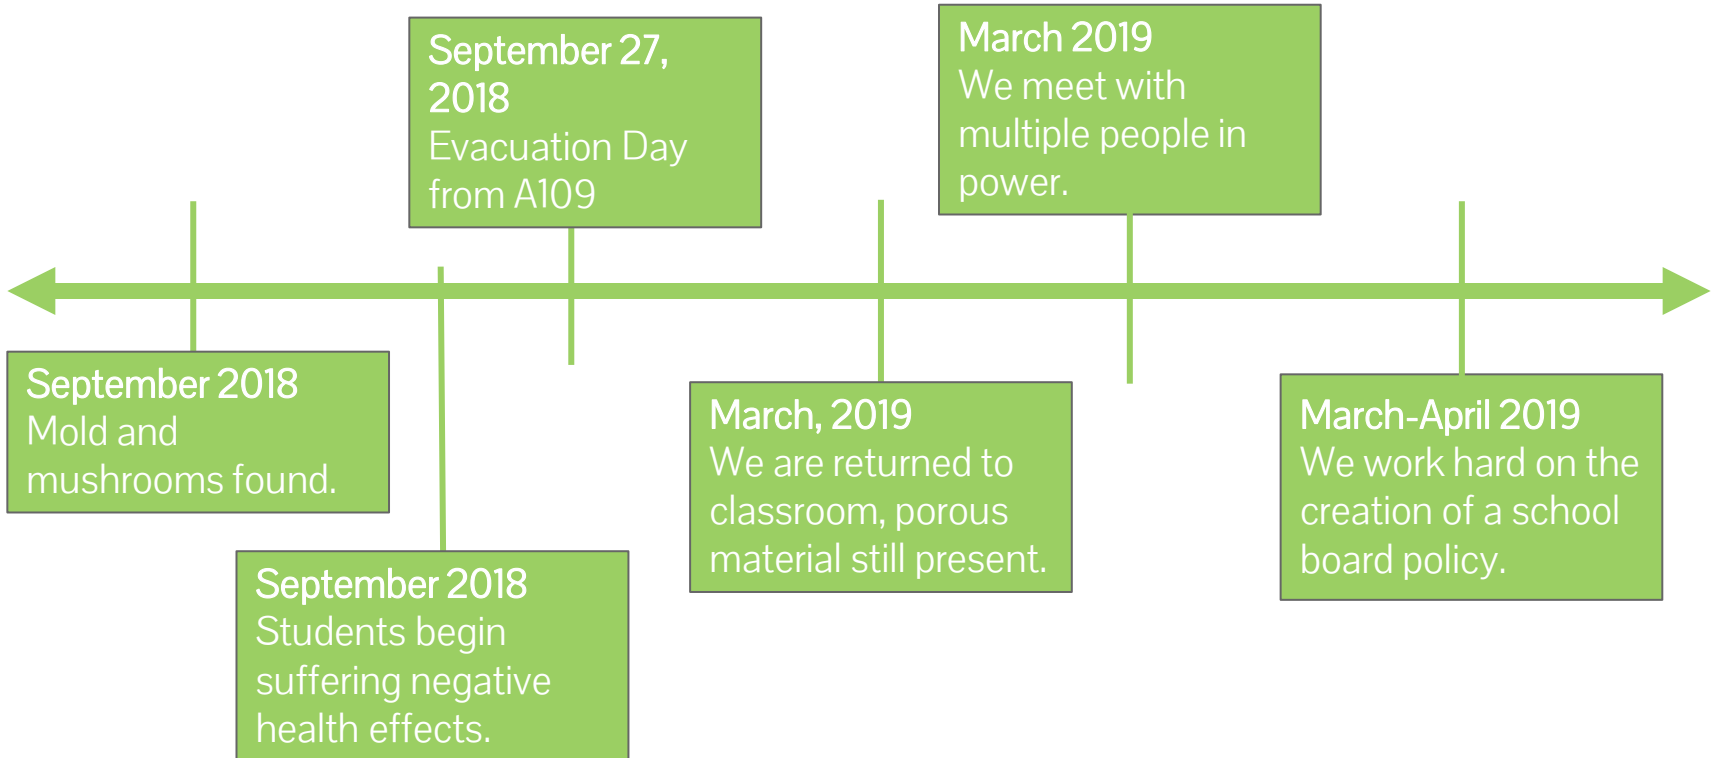 September 2018
Mold and
mushrooms found.
September 2018
Students begin
suffering negative
health effects.
September 27,
2018
Evacuation Day
from A109
March, 2019
We are returned to
classroom, porous
material still present.
March 2019
We meet with
multiple people in
power.
March-April 2019
We work hard on the
creation of a school
board policy.